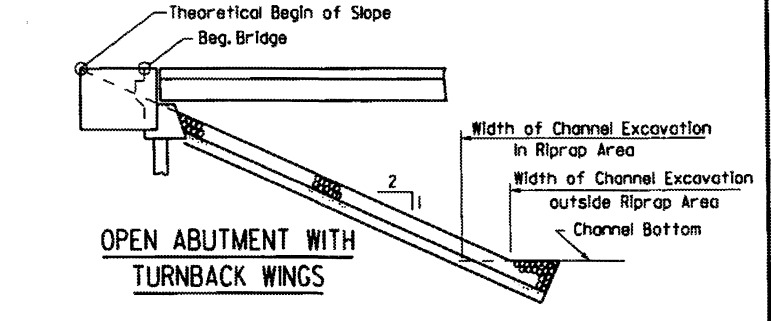 Theoretical Begin of Slope
Beg. Bridge
Width of Channel Excavation
in Riprap Area
2
1
Width of Channel Excavation
outside Riprap Area
Channel Bottom
OPEN ABUTMENT WITH
TURNBACK WINGS